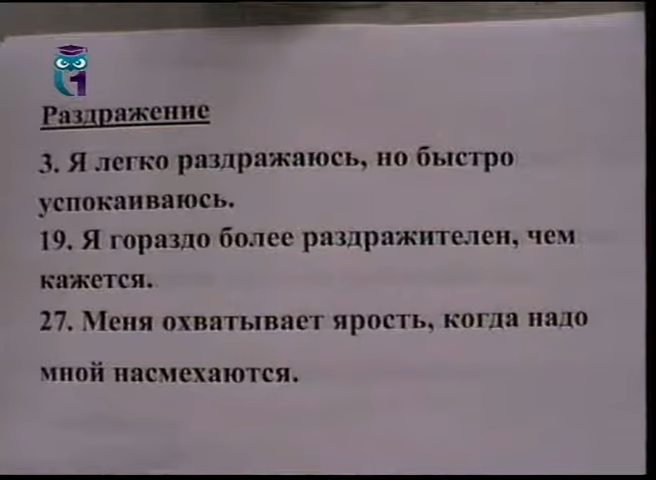 1
Раздражение
3. Я легко раздражаюсь, но быстро
успокаиваюсь.
19. Я гораздо более раздражителен, чем
кажется.
27. Меня охватывает ярость, когда надо
мной насмехаются.